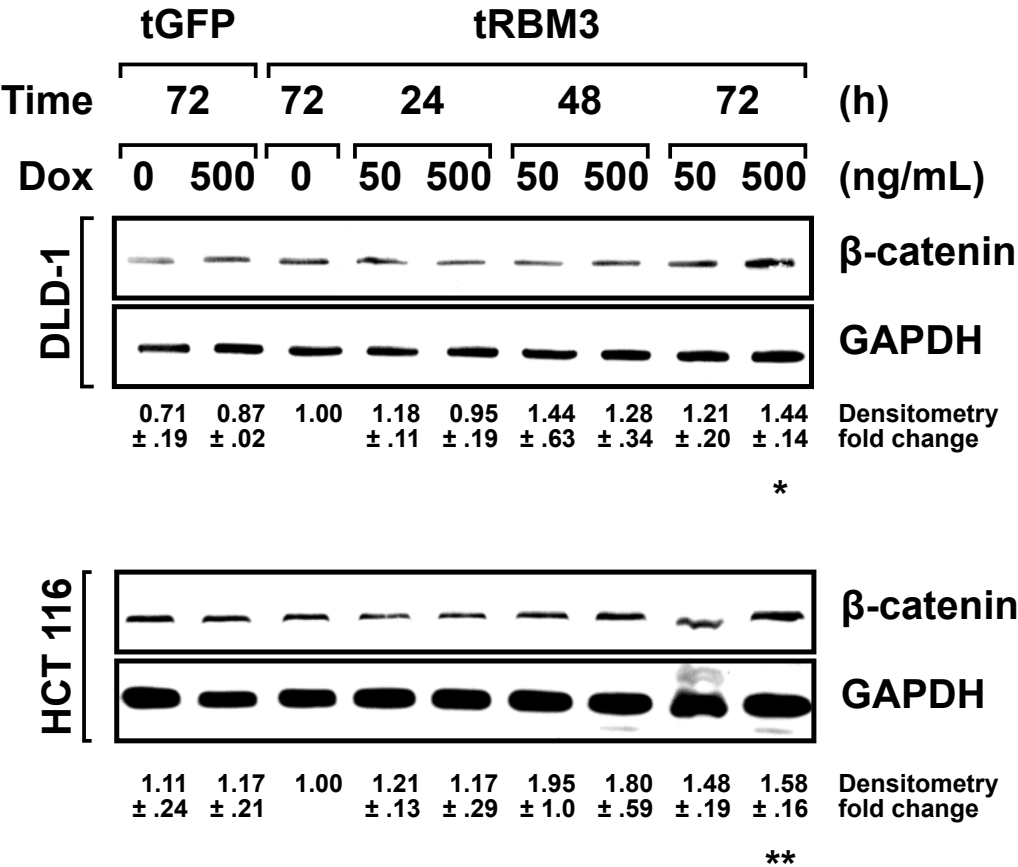 tGFP tRBM3
Time 72 72 24 48 72 (h)
Dox 0 500 0 50 500 50 500 50 500 (ng/mL)
DLD-1
β-catenin
GAPDH
0.71 0.87 1.00 1.18 0.95 1.44 1.28 1.21 1.44 Densitometry
± .19 ± .02 ± .11 ± .19 ± .63 ± .34 ± .20 ± .14 fold change
*
HCT 116
β-catenin
GAPDH
1.11 1.17 1.00 1.21 1.17 1.95 1.80 1.48 1.58 Densitometry
± .24 ± .21 ± .13 ± .29 ± 1.0 ± .59 ± .19 ± .16 fold change
**